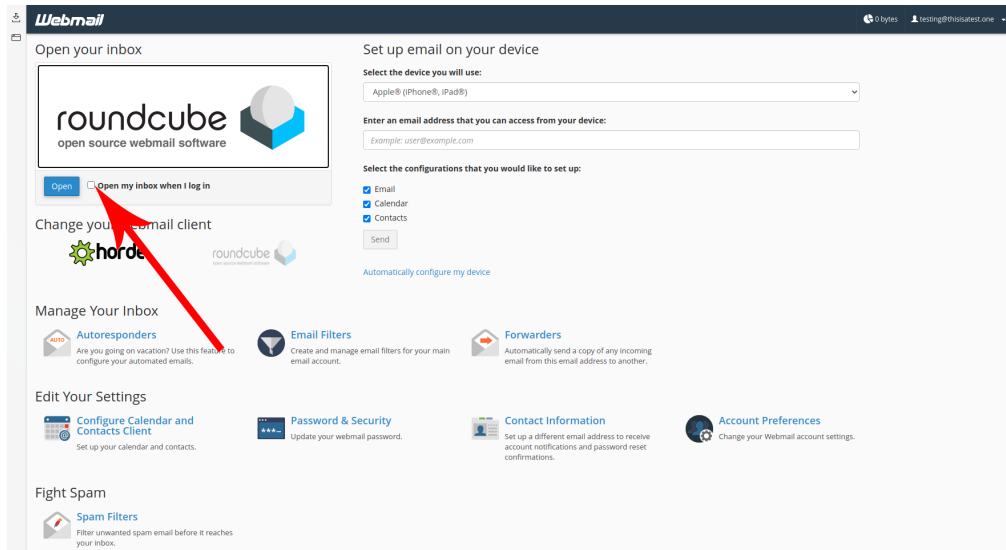 Webmail
0 bytes
testing@thisisatest.one
Open your inbox
roundcube
open source webmail software
Open
Open my inbox when I log in
Change your webmail client
horde
roundcube
open source webmail software
Set up email on your device
Select the device you will use:
Apple® (iPhone®, iPad®)
Enter an email address that you can access from your device:
Example: user@example.com
Select the configurations that you would like to set up:
Email
Calendar
Contacts
Send
Automatically configure my device
Manage Your Inbox
AUTO
Autoresponders
Are you going on vacation? Use this feature to
configure your automated emails.
Email Filters
Create and manage email filters for your main
email account.
Forwarders
Automatically send a copy of any incoming
email from this email address to another.
Edit Your Settings
Configure Calendar and
Contacts Client
Set up your calendar and contacts.
***_
Password & Security
Update your webmail password.
Contact Information
Set up a different email address to receive
account notifications and password reset
confirmations.
Account Preferences
Change your Webmail account settings.
Fight Spam
Spam Filters
Filter unwanted spam email before it reaches
your inbox.